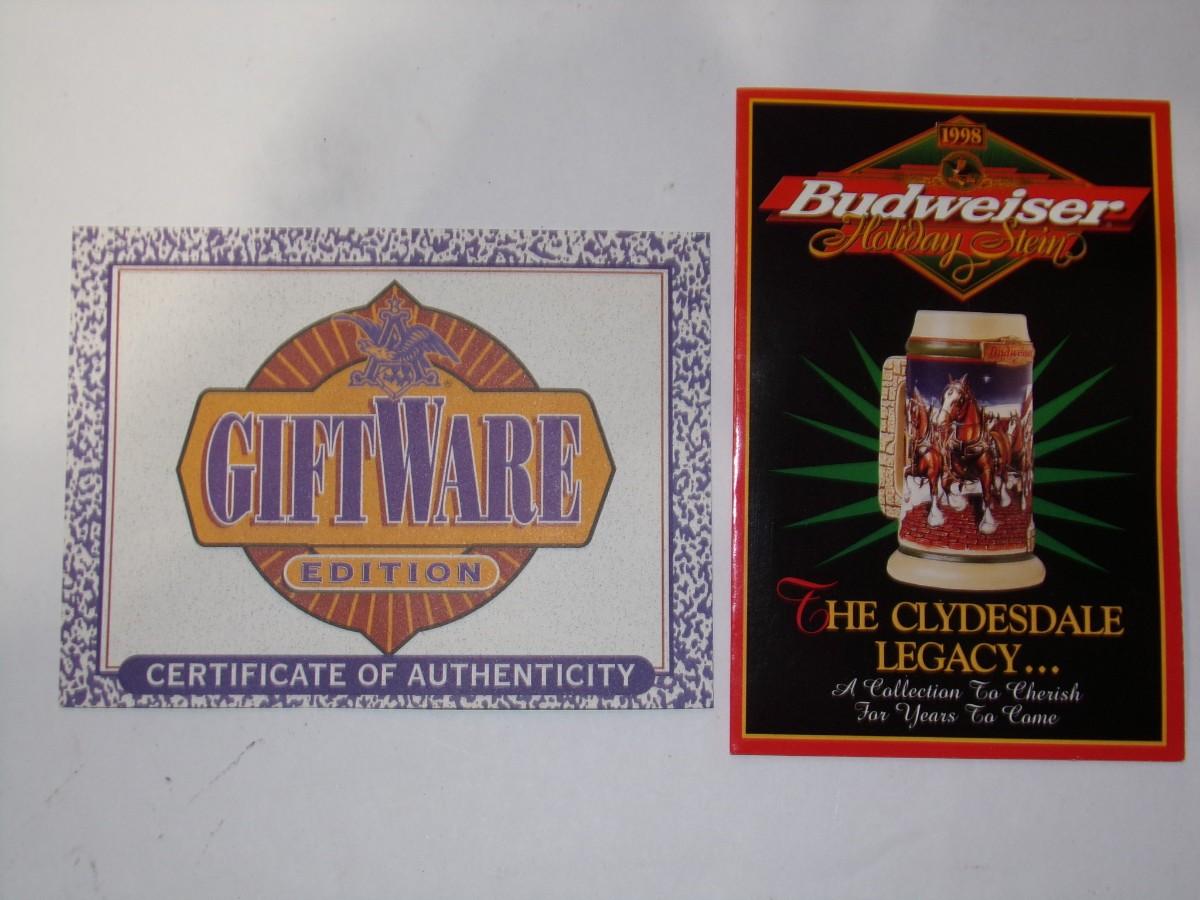 GIFTWARE
EDITION
CERTIFICATE OF AUTHENTICITY
1998
Budweiser
Holiday Stein
Budweiser
THE CLYDESDALE
LEGACY...
A Collection To Cherish
For Years To Come